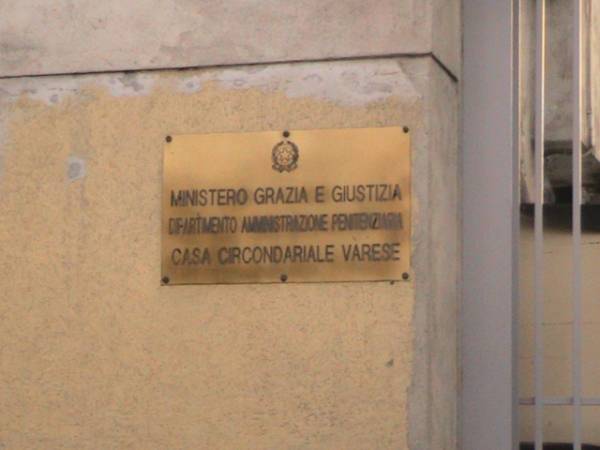 MINISTERO GRAZIA E GIUSTIZIA
DIPARTIMENTO AMMINISTRAZIONE PENITENZIARIA
CASA CIRCONDARIALE VARESE